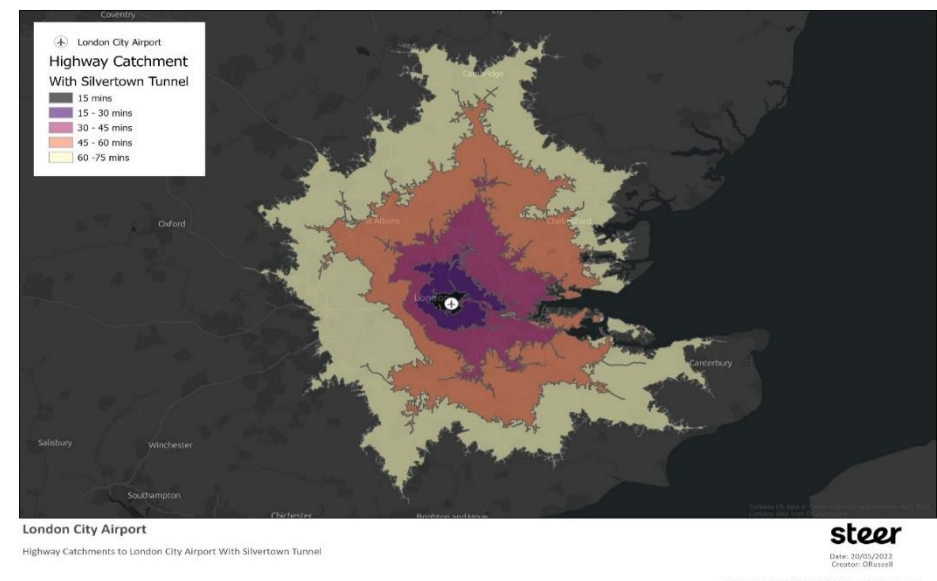 Coventry
London City Airport
Highway Catchment
With Silvertown Tunnel
15 mins
15 - 30 mins
30 - 45 mins
45 - 60 mins
60 -75 mins
Cambridge
Oxford
St Albans
Chelmsford
London
Canterbury
Salisbury
Winchester
Southampton
Chichester
Brighton and Hove
London City Airport
Highway Catchments to London City Airport With Silvertown Tunnel
steer
Date: 20/05/2022
Creator: ORussell